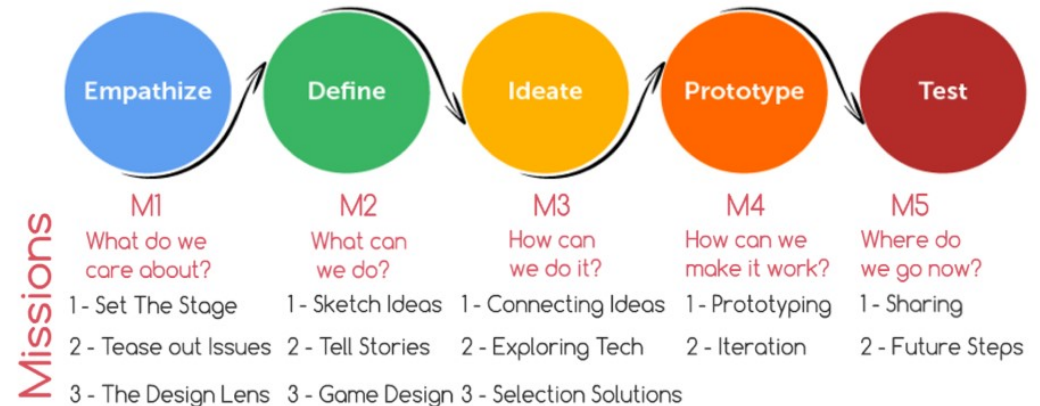 Empathize
Define
Ideate
Prototype
Test
Missions
M1
What do we
care about?
1 - Set The Stage
2 - Tease out Issues
3 - The Design Lens
M2
What can
we do?
1 - Sketch Ideas
2 - Tell Stories
3 - Game Design
M3
How can
we do it?
1 - Connecting Ideas
2 - Exploring Tech
3 - Selection Solutions
M4
How can we
make it work?
1 - Prototyping
2 - Iteration
M5
Where do
we go now?
1 - Sharing
2 - Future Steps